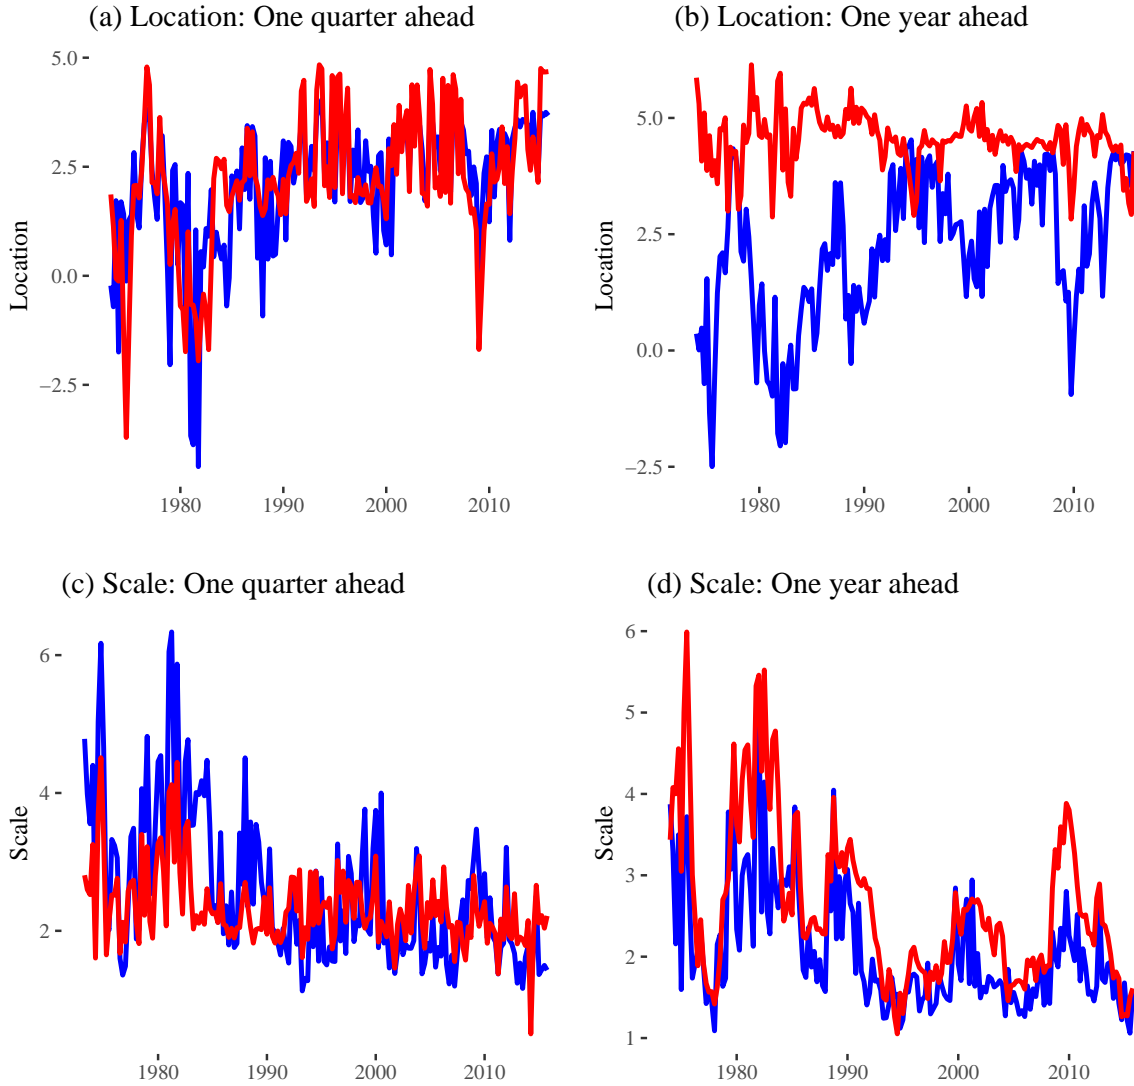 (a) Location: One quarter ahead
5.0
2.5
0.0
−2.5
Location
1980 1990 2000 2010
(b) Location: One year ahead
5.0
2.5
0.0
−2.5
Location
1980 1990 2000 2010
(c) Scale: One quarter ahead
6
4
2
Scale
1980 1990 2000 2010
(d) Scale: One year ahead
6
5
4
3
2
1
Scale
1980 1990 2000 2010